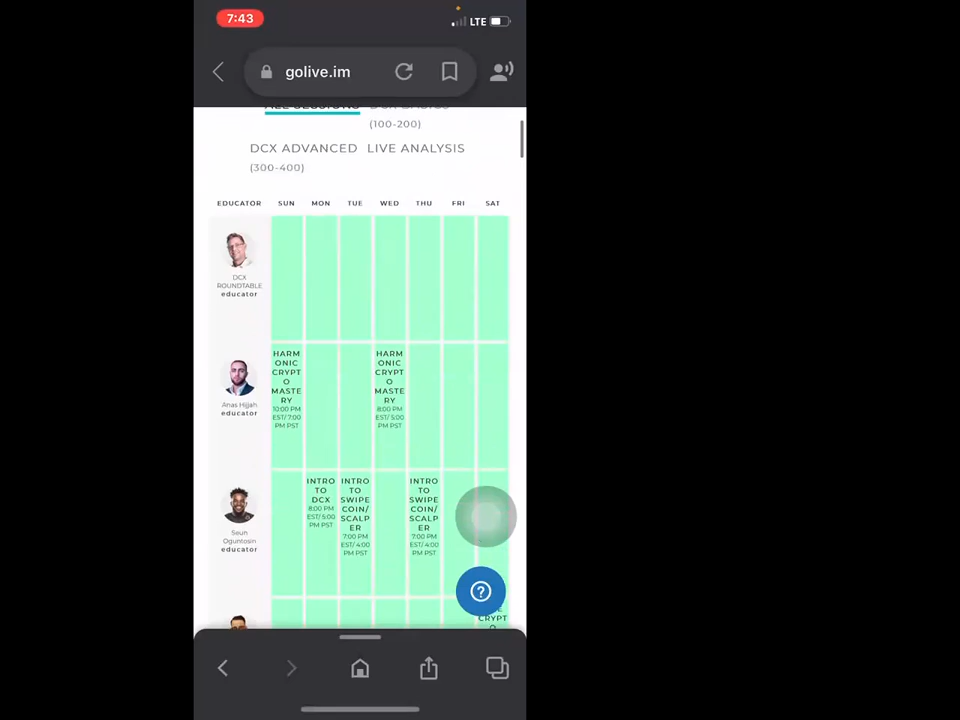 7:43
LTE
golive.im
ALL SESSIONS
(100-200)
DCX ADVANCED LIVE ANALYSIS
(300-400)
EDUCATOR SUN MON TUE WED THU FRI SAT
DCX
ROUNDTABLE
educator
Anas Hijjah
educator
HARM
ONIC
CRYPT
O
MASTE
RY
10:00 PM
EST/ 7:00
PM PST
HARM
ONIC
CRYPT
O
MASTE
RY
8:00 PM
EST/ 5:00
PM PST
Seun
Oguntosin
educator
INTRO
TO
DCX
8:00 PM
EST/ 5:00
PM PST
INTRO
TO
SWIPE
COIN/
SCALP
ER
7:00 PM
EST/ 4:00
PM PST
INTRO
TO
SWIPE
COIN/
SCALP
ER
7:00 PM
EST/ 4:00
PM PST
CRYPT